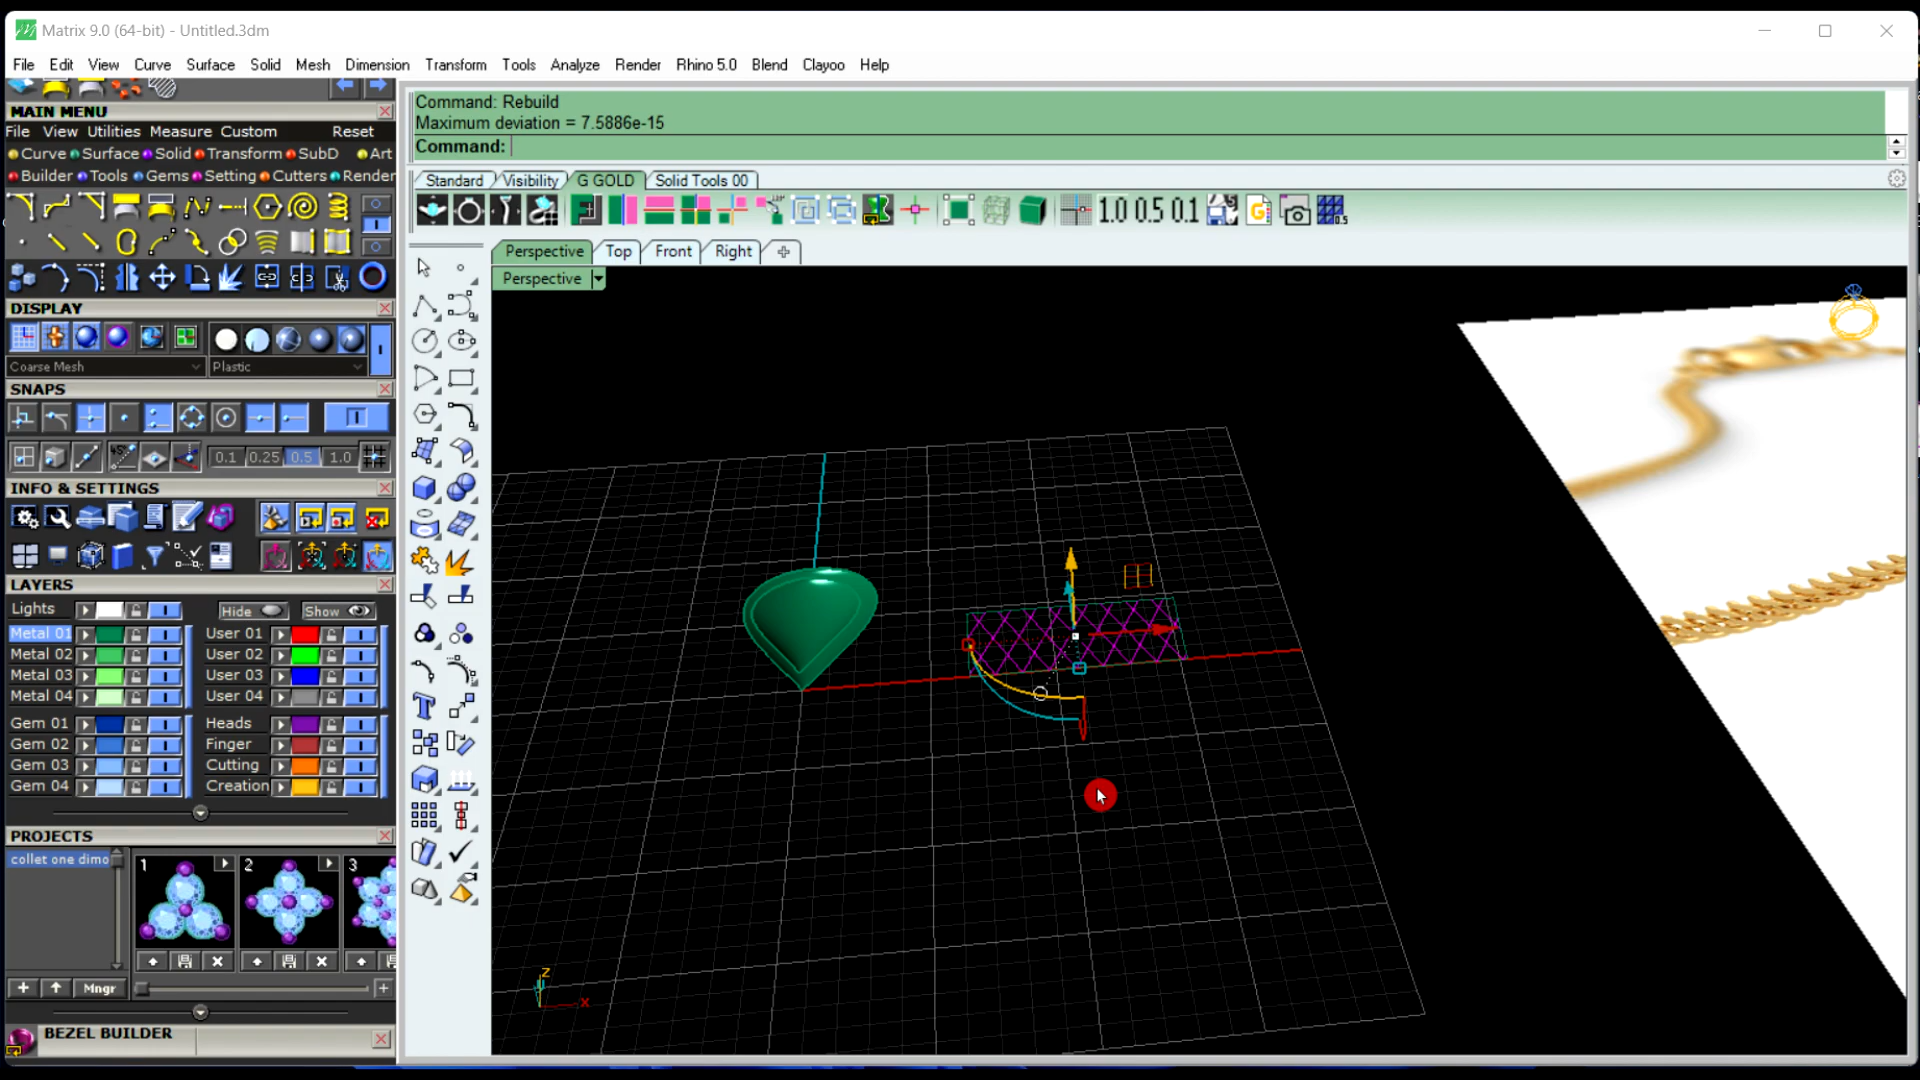 Matrix 9.0 (64-bit) - Untitled.3dm
File Edit View Curve Surface Solid Mesh Dimension Transform Tools Analyze Render Rhino 5.0 Blend Clayoo Help
MAIN MENU
File View Utilities Measure Custom Reset
Curve Surface Solid Transform SubD Art
Builder Tools Gems Setting Cutters Render
DISPLAY
Coarse Mesh Plastic
SNAPS
0.1 0.25 0.5 1.0
INFO & SETTINGS
LAYERS
Lights Hide Show
Metal 01 User 01
Metal 02 User 02
Metal 03 User 03
Metal 04 User 04
Gem 01 Heads
Gem 02 Finger
Gem 03 Cutting
Gem 04 Creation
PROJECTS
collet one dimo
1 2 3
Mngr
BEZEL BUILDER
Command: Rebuild
Maximum deviation = 7.5886e-15
Command:
Standard Visibility G GOLD Solid Tools 00
1.0 0.5 0.1 G 0.5
Perspective Top Front Right
Perspective
T
z
y
x